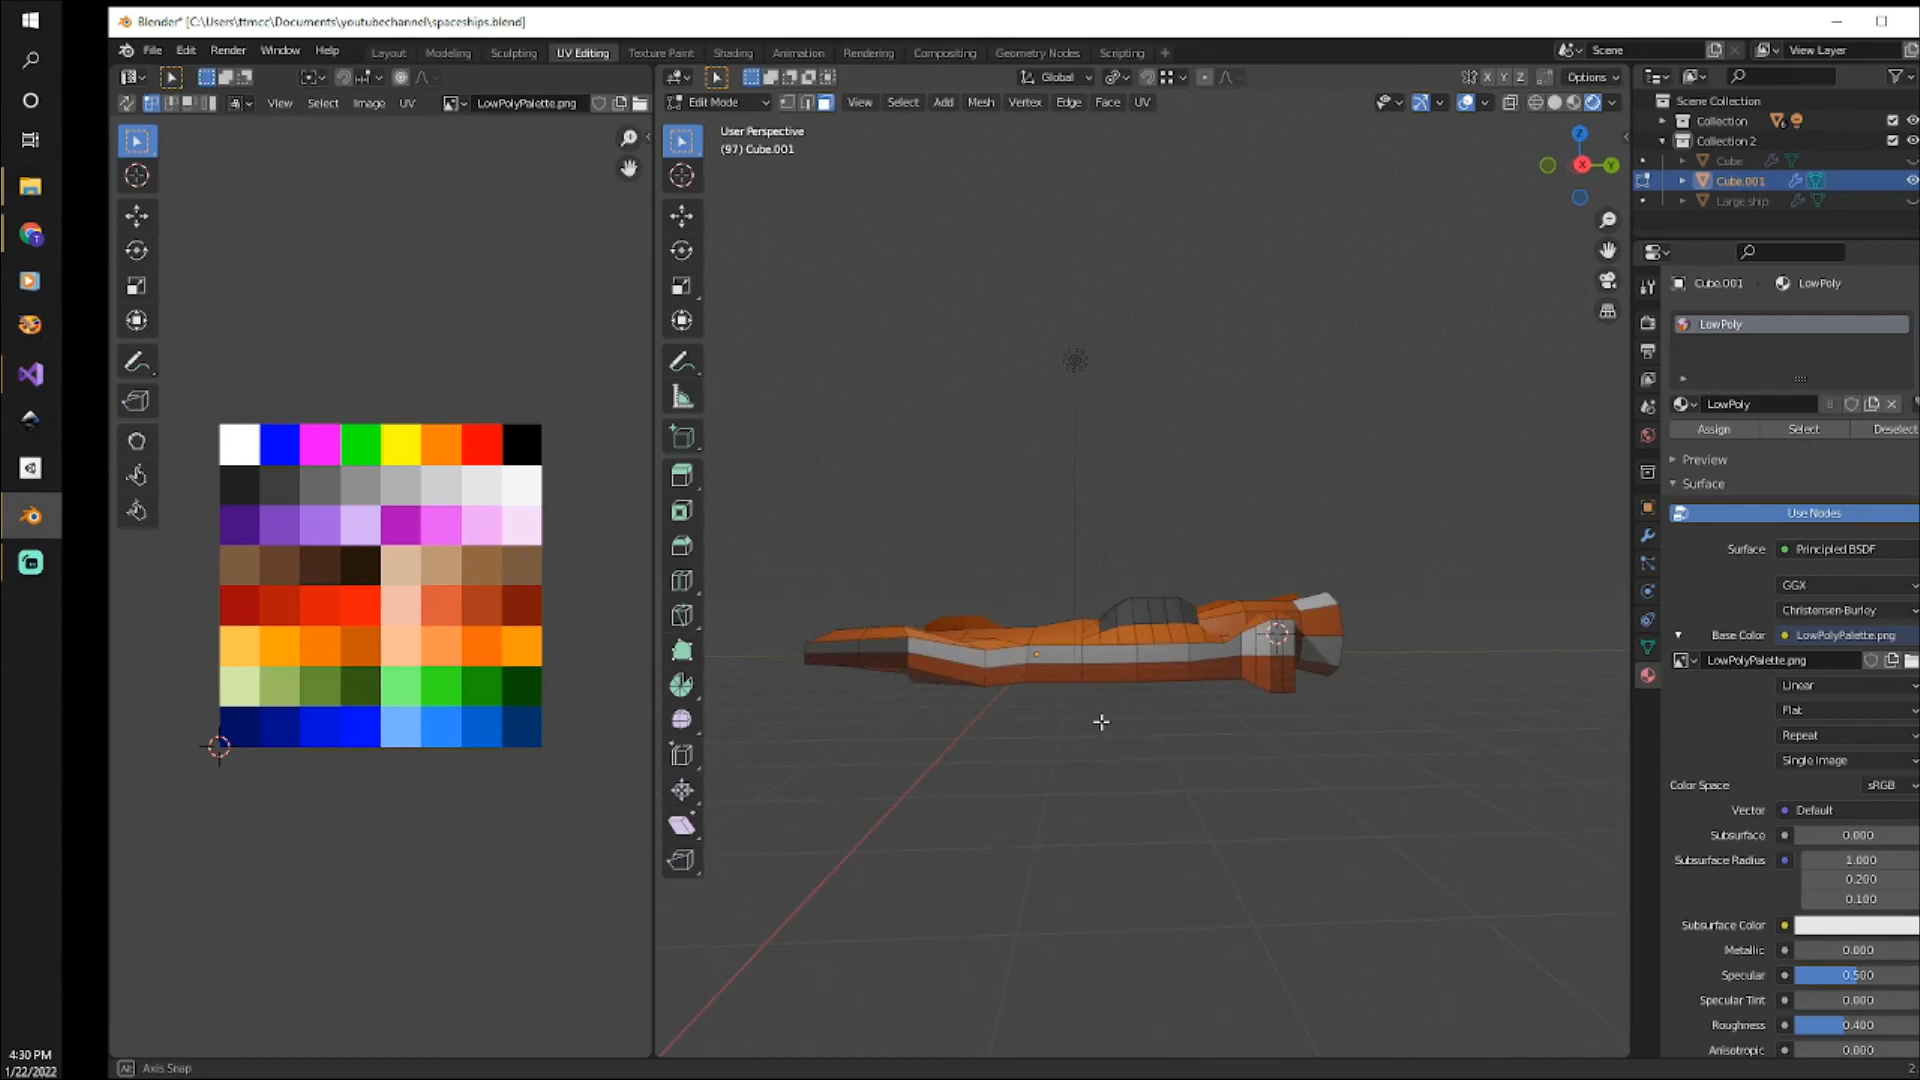 Blender* [C:\Users\ttmcc\Documents\youtubechannel\spaceships.blend]
File Edit Render Window Help Layout Modeling Sculpting UV Editing Texture Paint Shading Animation Rendering Compositing Geometry Nodes Scripting + Scene View Layer
Global X Y Z Options
View Select Image UV LowPolyPalette.png Edit Mode View Select Add Mesh Vertex Edge Face UV
Scene Collection
Collection 6
Collection 2
Cube
Cube.001
Large ship
User Perspective
(97) Cube.001
Z
X
Y
Cube.001 LowPoly
LowPoly
LowPoly 8
Assign Select Deselect
Preview
Surface
Use Nodes
Surface Principled BSDF
GGX
Christensen-Burley
Base Color LowPolyPalette.png
LowPolyPalette.png
Linear
Flat
Repeat
Single Image
Color Space sRGB
Vector Default
Subsurface 0.000
Subsurface Radius 1.000
0.200
0.100
Subsurface Color
Metallic 0.000
Specular 0.500
Specular Tint 0.000
Roughness 0.400
Anisotropic 0.000
4:30 PM
1/22/2022
Alt Axis Snap
2.